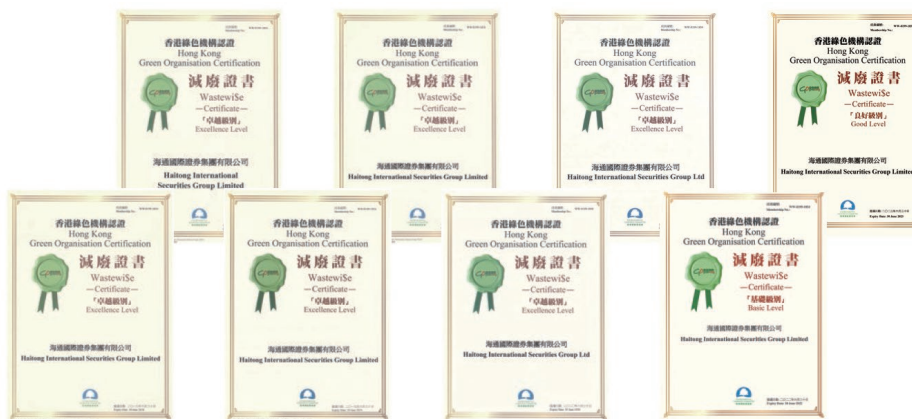 香港綠色機構認證
Hong Kong
Green Organisation Certification
減廢證書
Wastewi$e
—Certificate—
「卓越級別」
Excellence Level
海通國際證券集團有限公司
Haitong International
Securities Group Limited
香港綠色機構認證
Hong Kong
Green Organisation Certification
減廢證書
Wastewi$e
—Certificate—
「卓越級別」
Excellence Level
海通國際證券集團有限公司
Haitong International Securities Group Limited
香港綠色機構認證
Hong Kong
Green Organisation Certification
減廢證書
Wastewi$e
—Certificate—
「卓越級別」
Excellence Level
海通國際證券集團有限公司
Haitong International Securities Group Ltd
香港綠色機構認證
Hong Kong
Green Organisation Certification
減廢證書
Wastewi$e
—Certificate—
「良好級別」
Good Level
海通國際證券集團有限公司
Haitong International Securities Group Limited
香港綠色機構認證
Hong Kong
Green Organisation Certification
減廢證書
Wastewi$e
—Certificate—
「卓越級別」
Excellence Level
海通國際證券集團有限公司
Haitong International Securities Group Limited
香港綠色機構認證
Hong Kong
Green Organisation Certification
減廢證書
Wastewi$e
—Certificate—
「卓越級別」
Excellence Level
海通國際證券集團有限公司
Haitong International Securities Group Limited
香港綠色機構認證
Hong Kong
Green Organisation Certification
減廢證書
Wastewi$e
—Certificate—
「卓越級別」
Excellence Level
海通國際證券集團有限公司
Haitong International Securities Group Ltd
香港綠色機構認證
Hong Kong
Green Organisation Certification
減廢證書
Wastewi$e
—Certificate—
「基礎級別」
Basic Level
海通國際證券集團有限公司
Haitong International Securities Group Limited